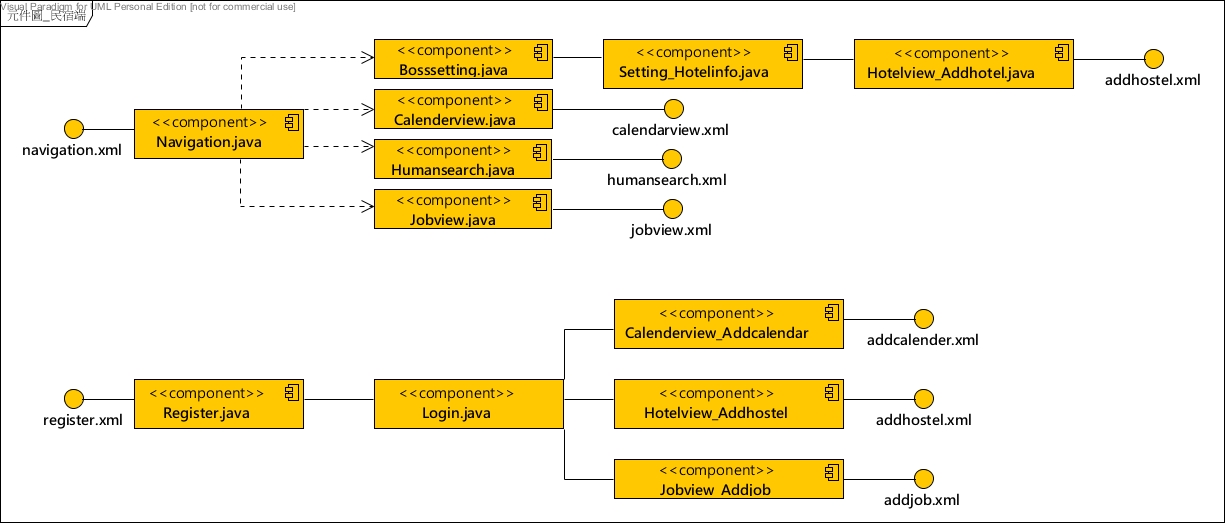 Visual Paradigm for UML Personal Edition [not for commercial use]
元件圖_民宿端
<<component>>
Bosssetting.java
<<component>>
Setting_Hotelinfo.java
<<component>>
Hotelview_Addhotel.java
addhostel.xml
<<component>>
Calenderview.java
calendarview.xml
navigation.xml
<<component>>
Navigation.java
<<component>>
Humansearch.java
humansearch.xml
<<component>>
Jobview.java
jobview.xml
<<component>>
Calenderview_Addcalendar
addcalender.xml
register.xml
<<component>>
Register.java
<<component>>
Login.java
<<component>>
Hotelview_Addhostel
addhostel.xml
<<component>>
Jobview_Addjob
addjob.xml